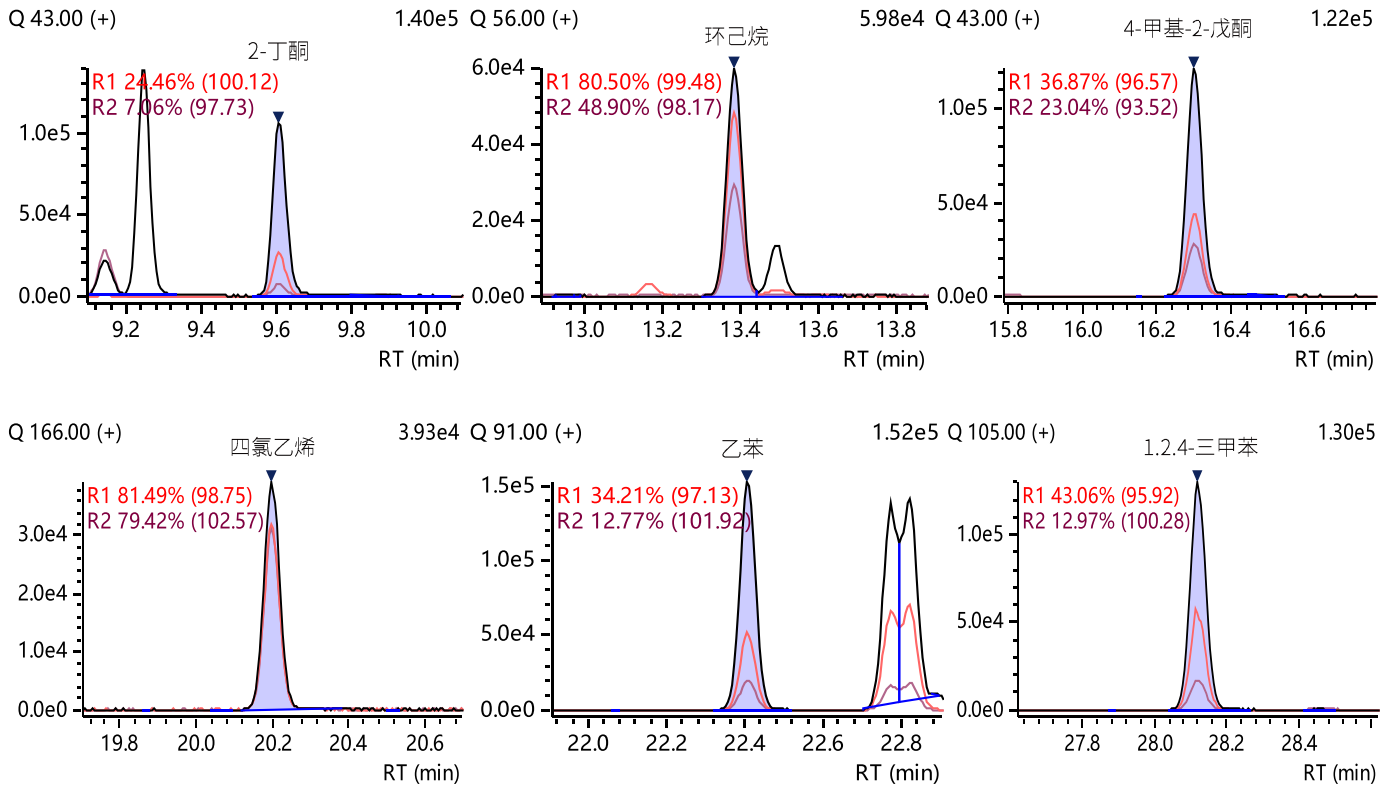 Q 43.00 (+) 1.40e5
2-丁酮
R1 24.46% (100.12)
R2 7.06% (97.73)
1.0e5
5.0e4
0.0e0
9.2 9.4 9.6 9.8 10.0
RT (min)
Q 56.00 (+) 5.98e4
环己烷
6.0e4
R1 80.50% (99.48)
R2 48.90% (98.17)
4.0e4
2.0e4
0.0e0
13.0 13.2 13.4 13.6 13.8
RT (min)
Q 43.00 (+) 1.22e5
4-甲基-2-戊酮
R1 36.87% (96.57)
R2 23.04% (93.52)
1.0e5
5.0e4
0.0e0
15.8 16.0 16.2 16.4 16.6
RT (min)
Q 166.00 (+) 3.93e4
四氯乙烯
R1 81.49% (98.75)
R2 79.42% (102.57)
3.0e4
2.0e4
1.0e4
0.0e0
19.8 20.0 20.2 20.4 20.6
RT (min)
Q 91.00 (+) 1.52e5
乙苯
1.5e5
R1 34.21% (97.13)
R2 12.77% (101.92)
1.0e5
5.0e4
0.0e0
22.0 22.2 22.4 22.6 22.8
RT (min)
Q 105.00 (+) 1.30e5
1.2.4-三甲苯
R1 43.06% (95.92)
R2 12.97% (100.28)
1.0e5
5.0e4
0.0e0
27.8 28.0 28.2 28.4
RT (min)